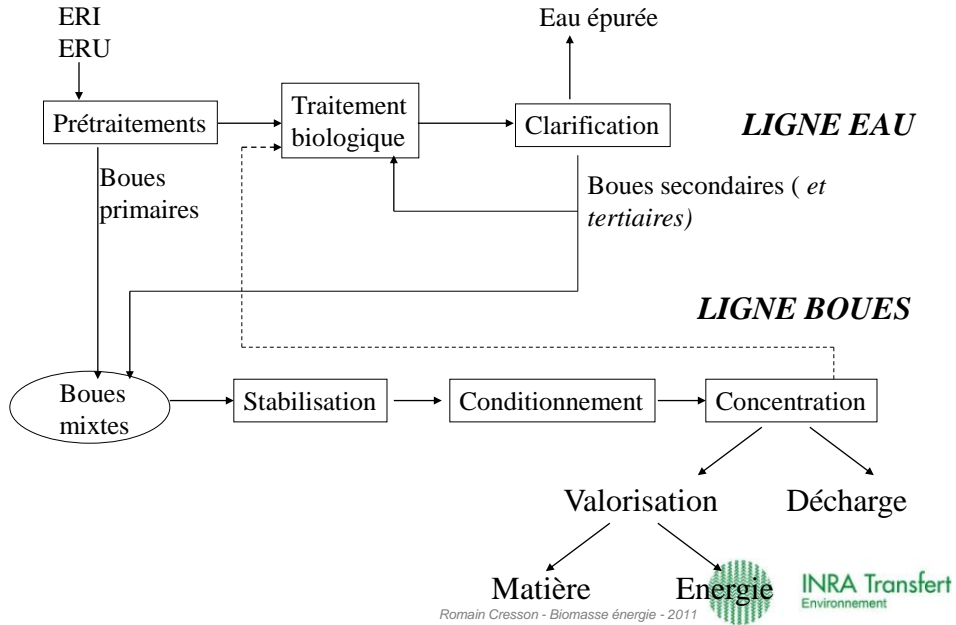 ERI
ERU
Eau épurée
Prétraitements
Traitement
biologique
Clarification
LIGNE EAU
Boues
primaires
Boues secondaires ( et
tertiaires)
LIGNE BOUES
Boues
mixtes
Stabilisation
Conditionnement
Concentration
Valorisation
Décharge
Matière
Energie
INRA Transfert
Environnement
Romain Cresson - Biomasse énergie - 2011